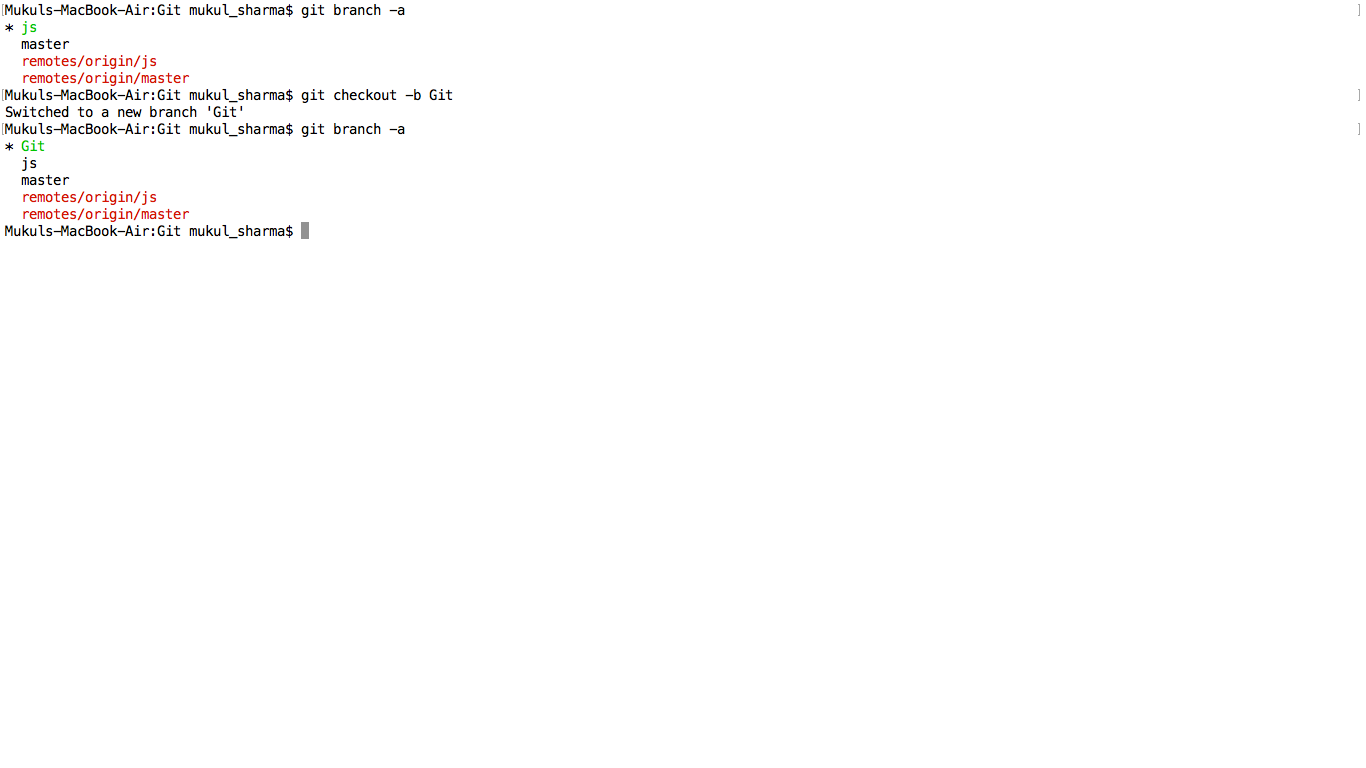 [Mukuls-MacBook-Air:Git mukul_sharma$ git branch -a ]
* js
master
remotes/origin/js
remotes/origin/master
[Mukuls-MacBook-Air:Git mukul_sharma$ git checkout -b Git ]
Switched to a new branch 'Git'
[Mukuls-MacBook-Air:Git mukul_sharma$ git branch -a ]
* Git
js
master
remotes/origin/js
remotes/origin/master
Mukuls-MacBook-Air:Git mukul_sharma$